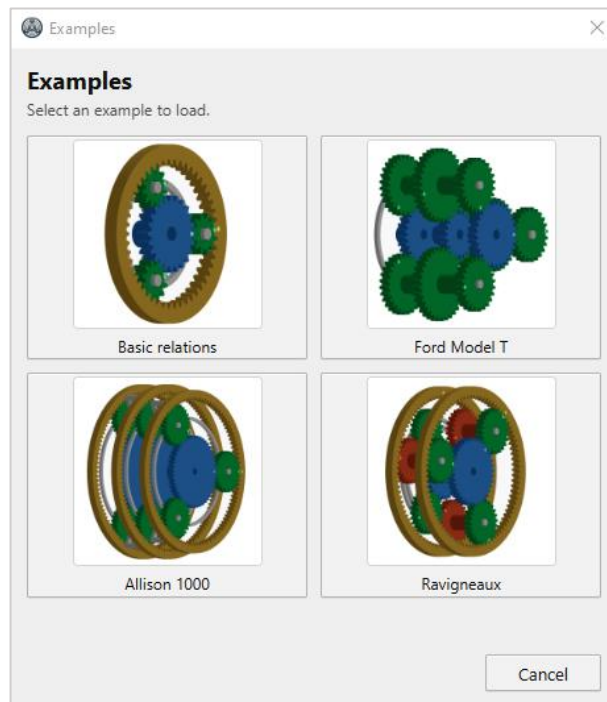 Examples
Examples
Select an example to load.
Basic relations
Ford Model T
Allison 1000
Ravigneaux
Cancel